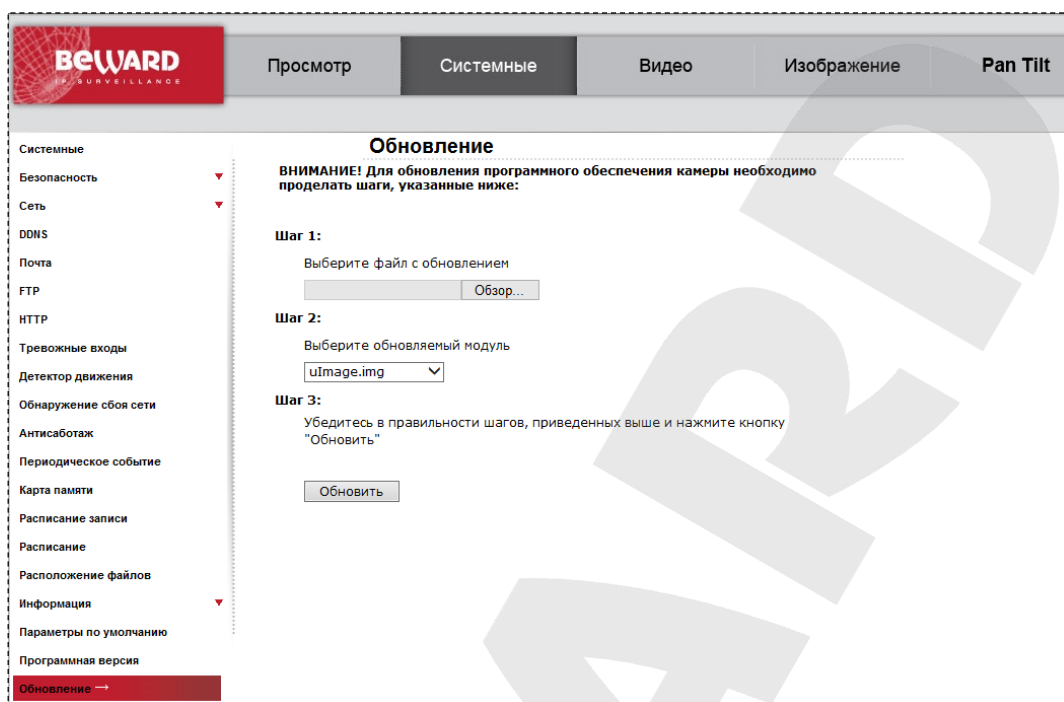 BEWARD
IP SURVEILLANCE
Просмотр
Системные
Видео
Изображение
Pan Tilt
Системные
Безопасность
Сеть
DDNS
Почта
FTP
HTTP
Тревожные входы
Детектор движения
Обнаружение сбоя сети
Антисаботаж
Периодическое событие
Карта памяти
Расписание записи
Расписание
Расположение файлов
Информация
Параметры по умолчанию
Программная версия
Обновление →
Обновление
ВНИМАНИЕ! Для обновления программного обеспечения камеры необходимо
проделать шаги, указанные ниже:
Шаг 1:
Выберите файл с обновлением
Обзор...
Шаг 2:
Выберите обновляемый модуль
uImage.img
Шаг 3:
Убедитесь в правильности шагов, приведенных выше и нажмите кнопку
"Обновить"
Обновить
ARD